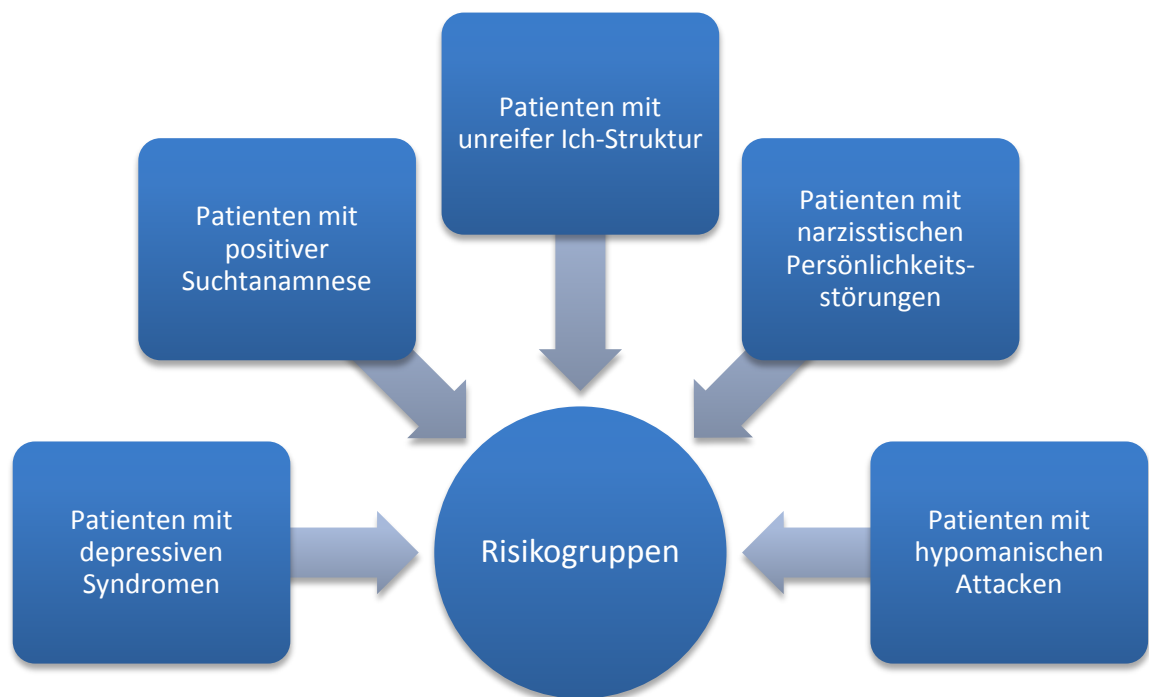 Patienten mit
unreifer Ich-Struktur
Patienten mit
positiver
Suchtanamnese
Patienten mit
narzisstischen
Persönlichkeits-
störungen
Patienten mit
depressiven
Syndromen
Risikogruppen
Patienten mit
hypomanischen
Attacken